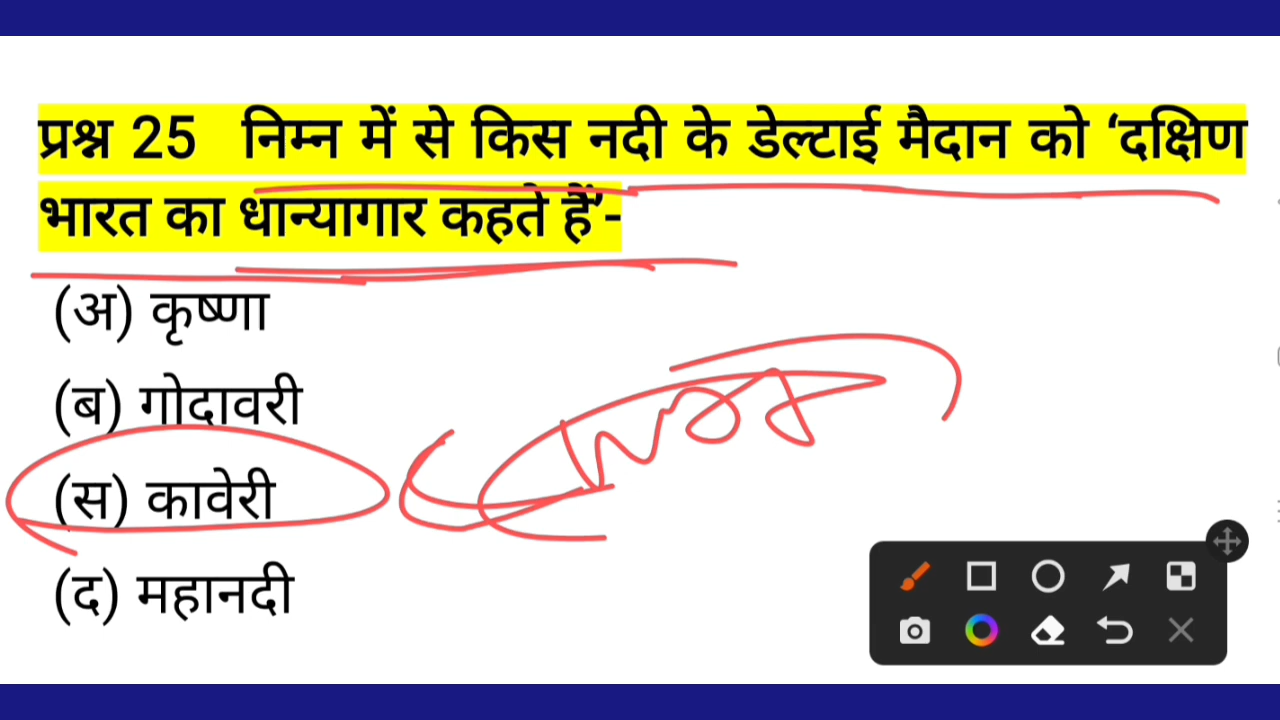 प्रश्न 25 निम्न में से किस नदी के डेल्टाई मैदान को ‘दक्षिण
भारत का धान्यागार कहते हैं’-
(अ) कृष्णा
(ब) गोदावरी
(स) कावेरी
(द) महानदी